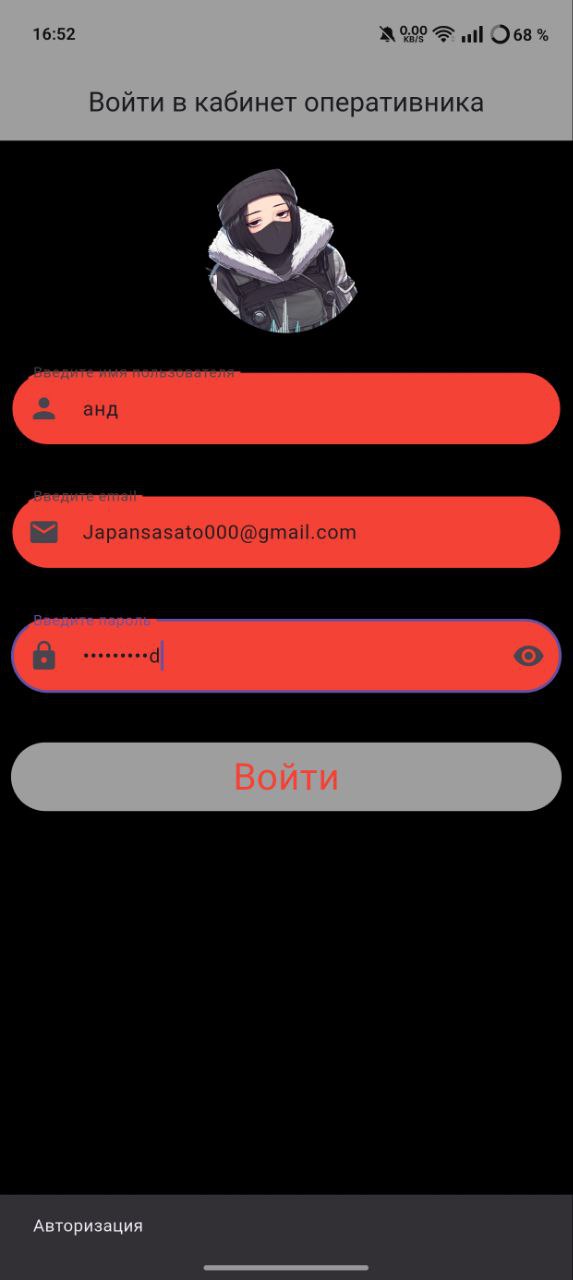 16:52
0.00
KB/S
68 %
Войти в кабинет оперативника
Введите имя пользователя
анд
Введите email
Japansasato000@gmail.com
Введите пароль
•••••••••d
Войти
Авторизация